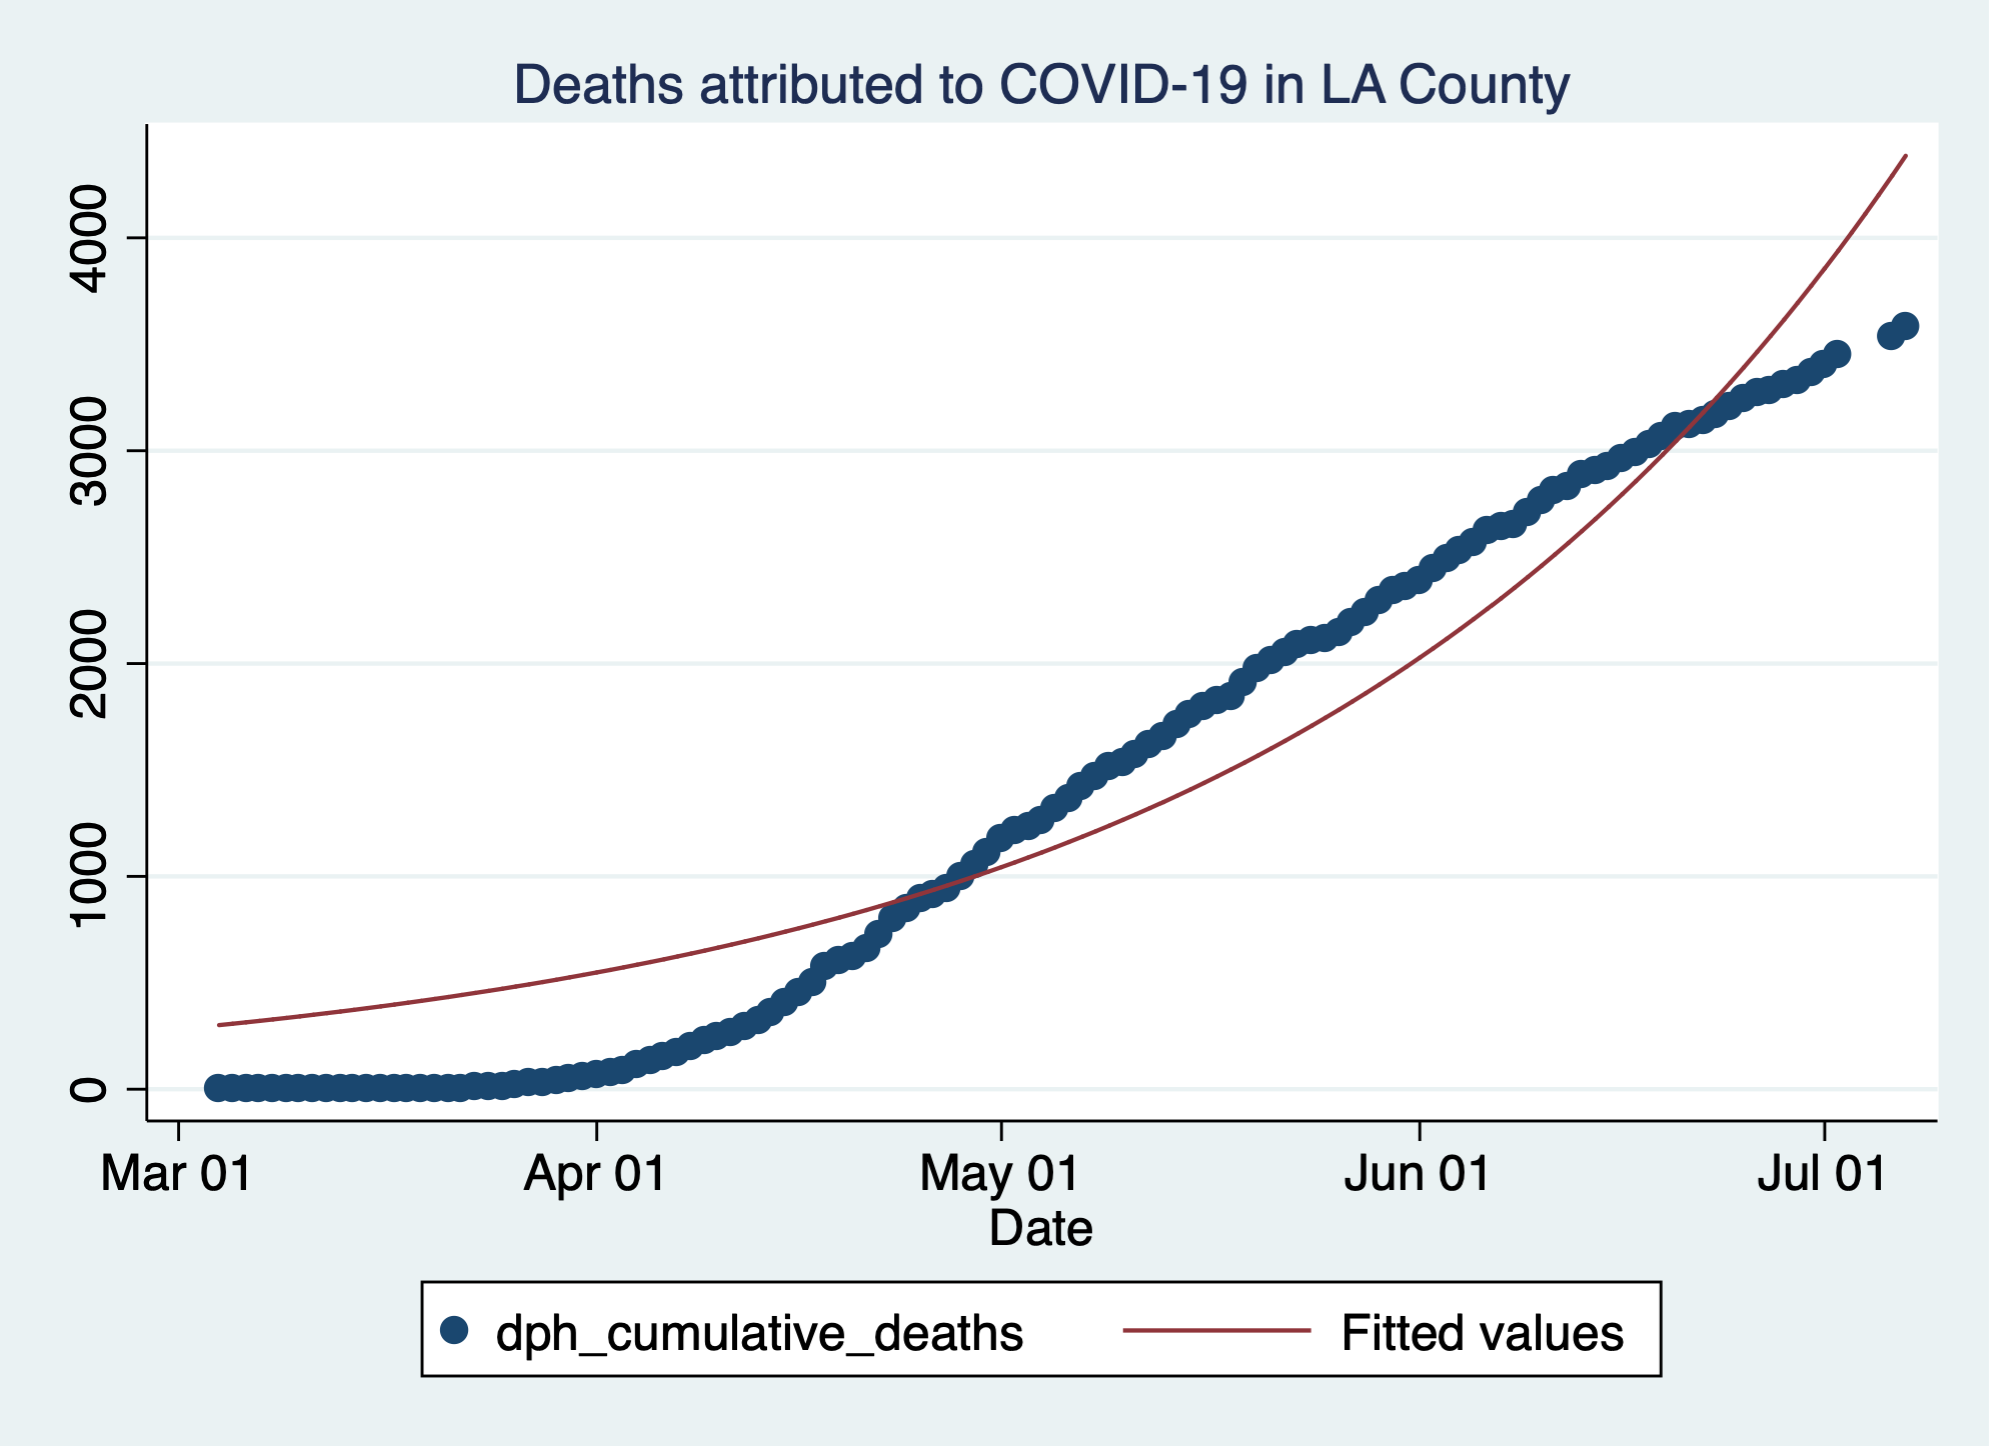 Deaths attributed to COVID-19 in LA County
4000
3000
2000
1000
0
Mar 01 Apr 01 May 01 Jun 01 Jul 01
Date
dph_cumulative_deaths Fitted values